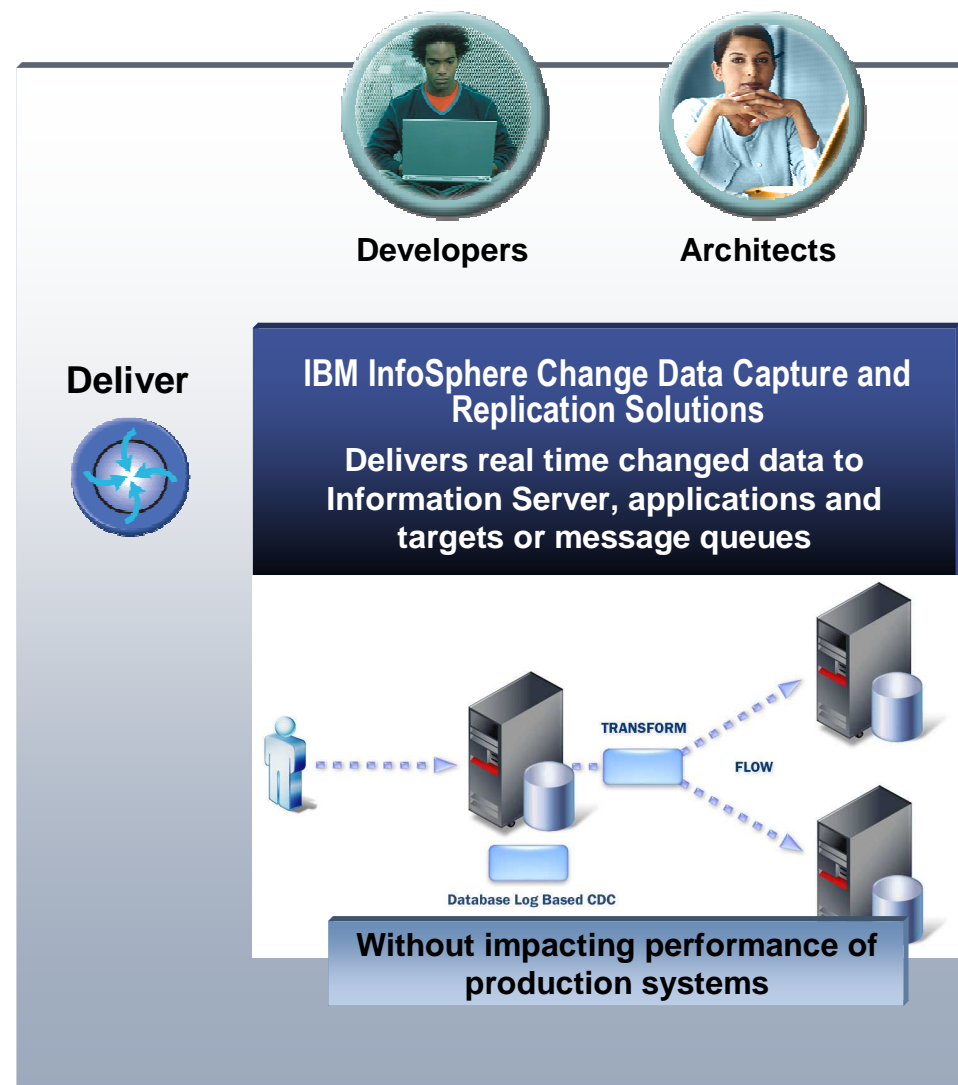 Developers
Architects
Deliver
IBM InfoSphere Change Data Capture and
Replication Solutions
Delivers real time changed data to
Information Server, applications and
targets or message queues
TRANSFORM
FLOW
Database Log Based CDC
Without impacting performance of
production systems